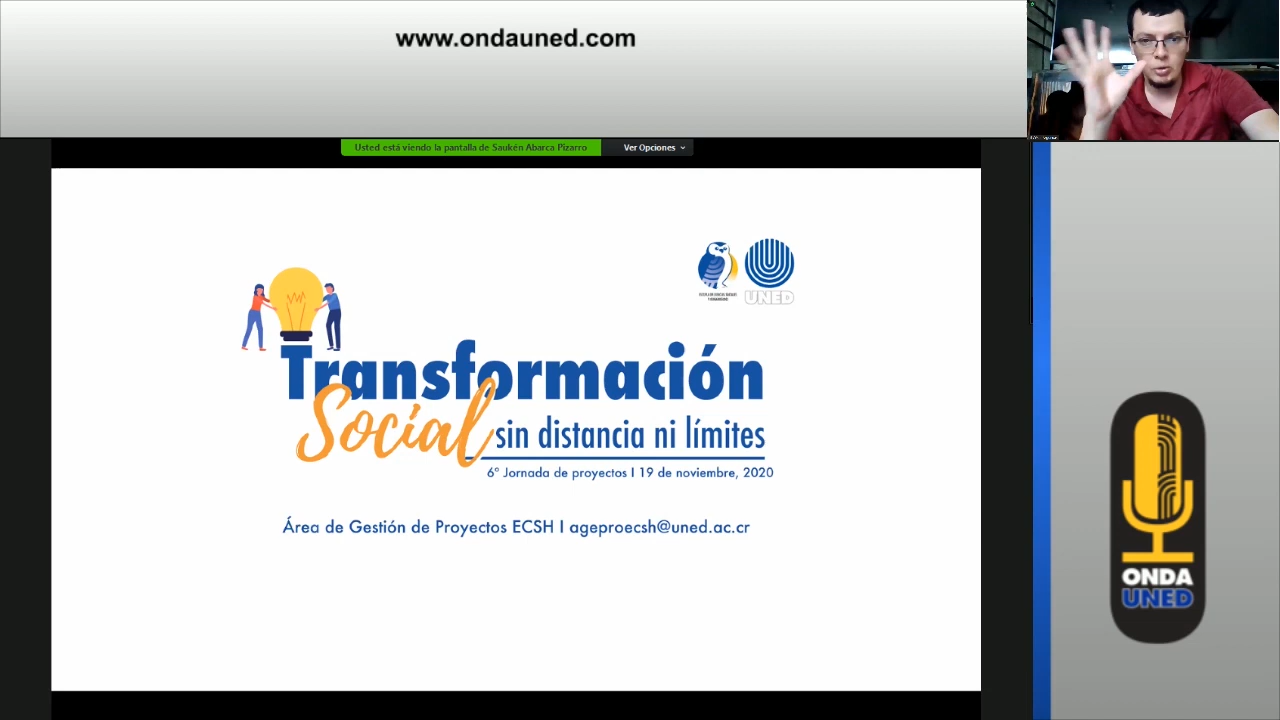 www.ondauned.com
Usted está viendo la pantalla de Saukén Abarca Pizarro
Ver Opciones
UNED
Transformación
Social
sin distancia ni límites
6º Jornada de proyectos I 19 de noviembre, 2020
Área de Gestión de Proyectos ECSH I ageproecsh@uned.ac.cr
ONDA
UNED